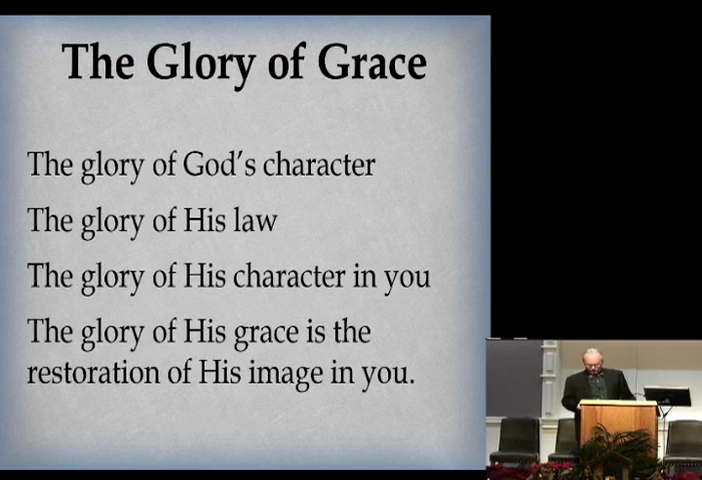 The Glory of Grace
The glory of God's character
The glory of His law
The glory of His character in you
The glory of His grace is the
restoration of His image in you.